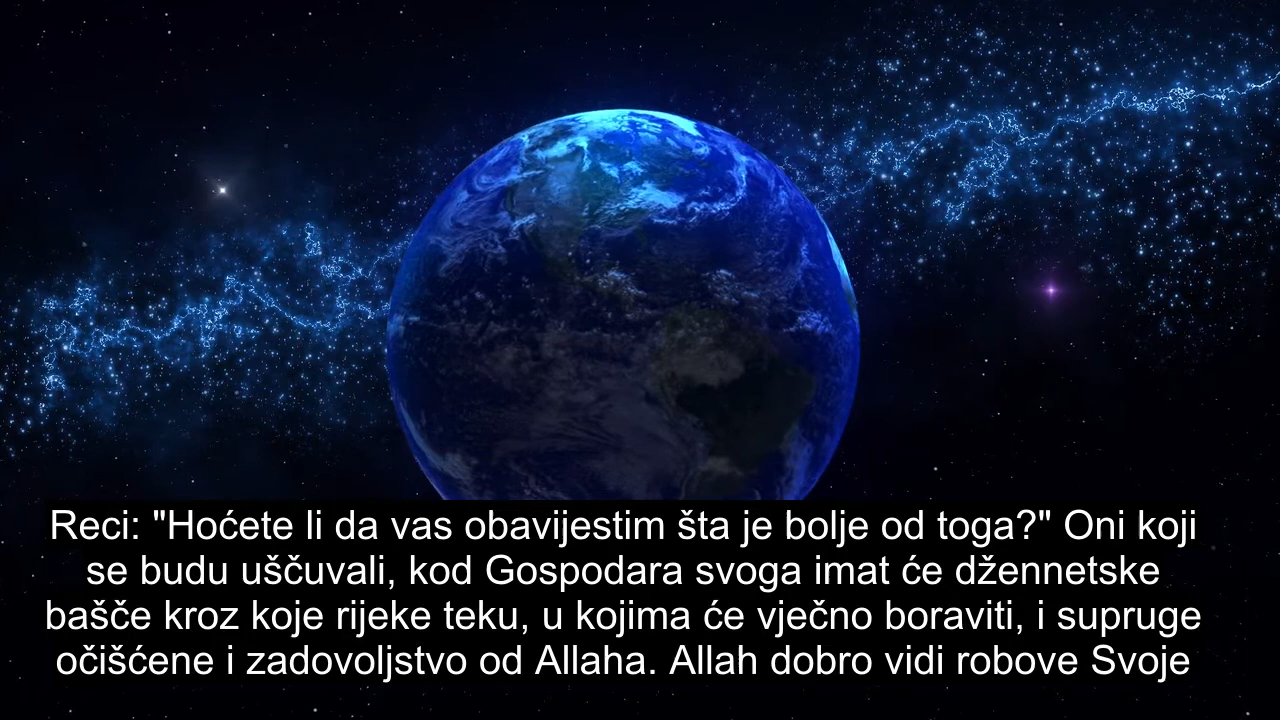 Reci: "Hoćete li da vas obavijestim šta je bolje od toga?" Oni koji
se budu uščuvali, kod Gospodara svoga imat će džennetske
bašče kroz koje rijeke teku, u kojima će vječno boraviti, i supruge
očišćene i zadovoljstvo od Allaha. Allah dobro vidi robove Svoje